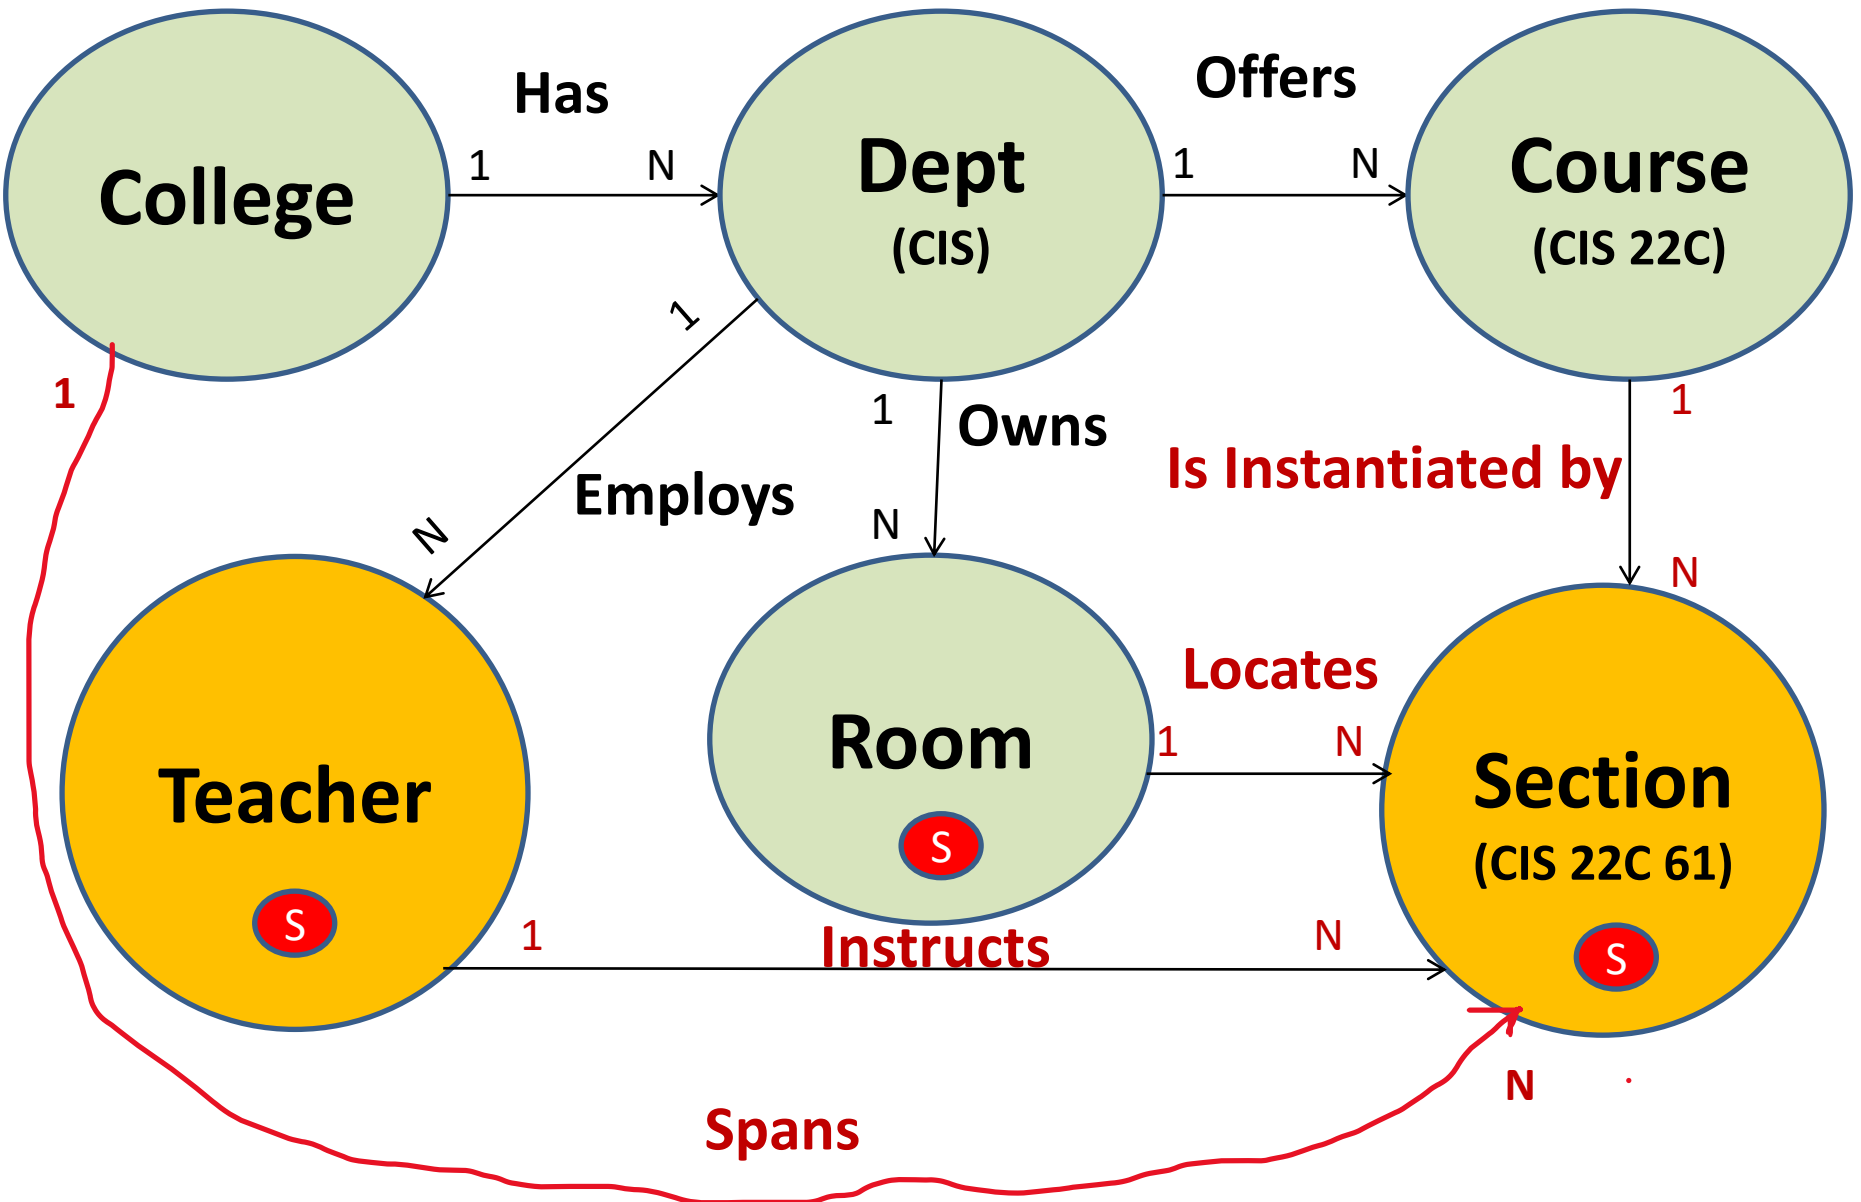 Has
Offers
1 N
1 N
College
Dept
(CIS)
Course
(CIS 22C)
1
1
1
Owns
1
Is Instantiated by
Employs
N
N
N
Locates
1 N
Room
S
Teacher
S
Section
(CIS 22C 61)
S
1
Instructs
N
N
Spans